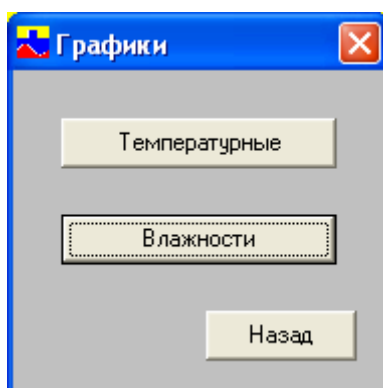 Графики
Температурные
Влажности
Назад